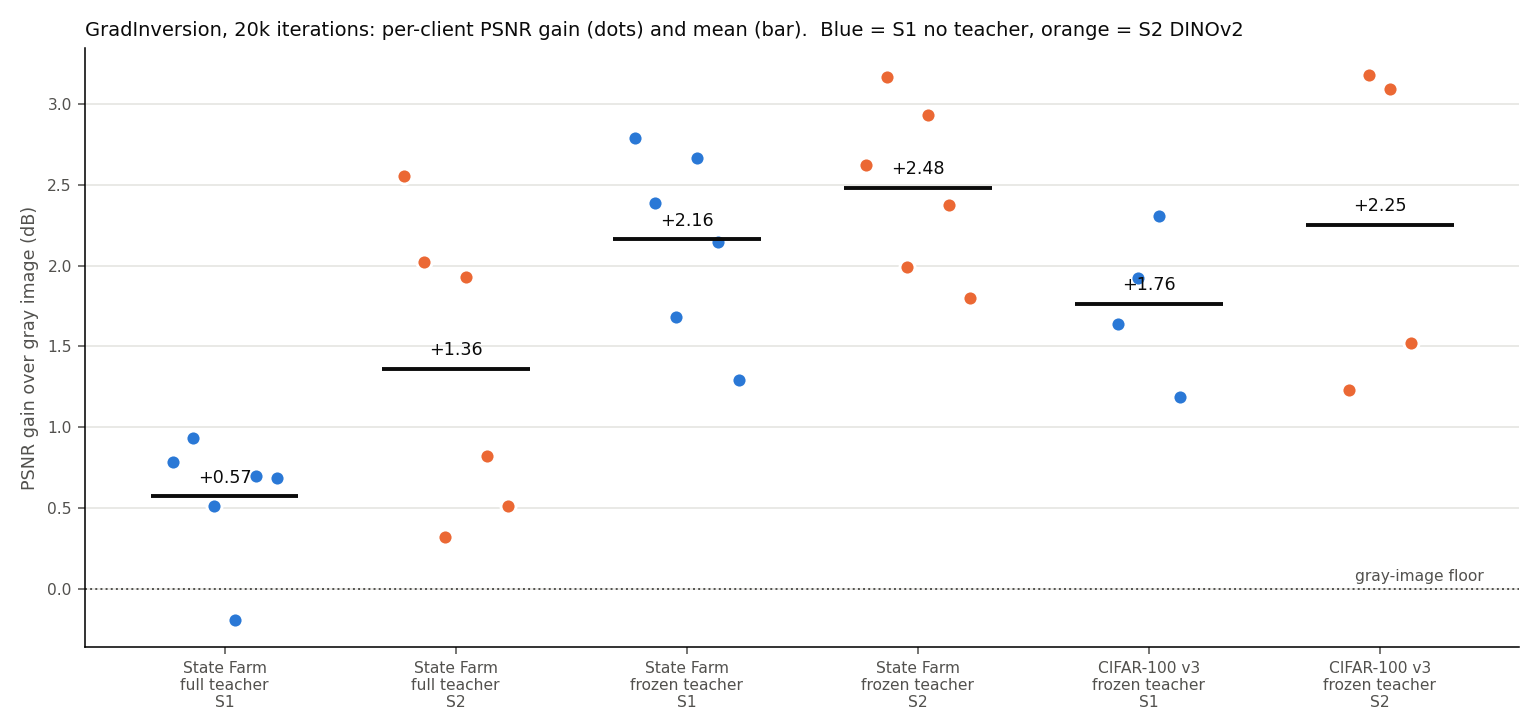 GradInversion, 20k iterations: per-client PSNR gain (dots) and mean (bar).  Blue = S1 no teacher, orange = S2 DINOv2
PSNR gain over gray image (dB)
3.0
2.5
2.0
1.5
1.0
0.5
0.0
+0.57
+1.36
+2.16
+2.48
+1.76
+2.25
gray-image floor
State Farm
full teacher
S1
State Farm
full teacher
S2
State Farm
frozen teacher
S1
State Farm
frozen teacher
S2
CIFAR-100 v3
frozen teacher
S1
CIFAR-100 v3
frozen teacher
S2